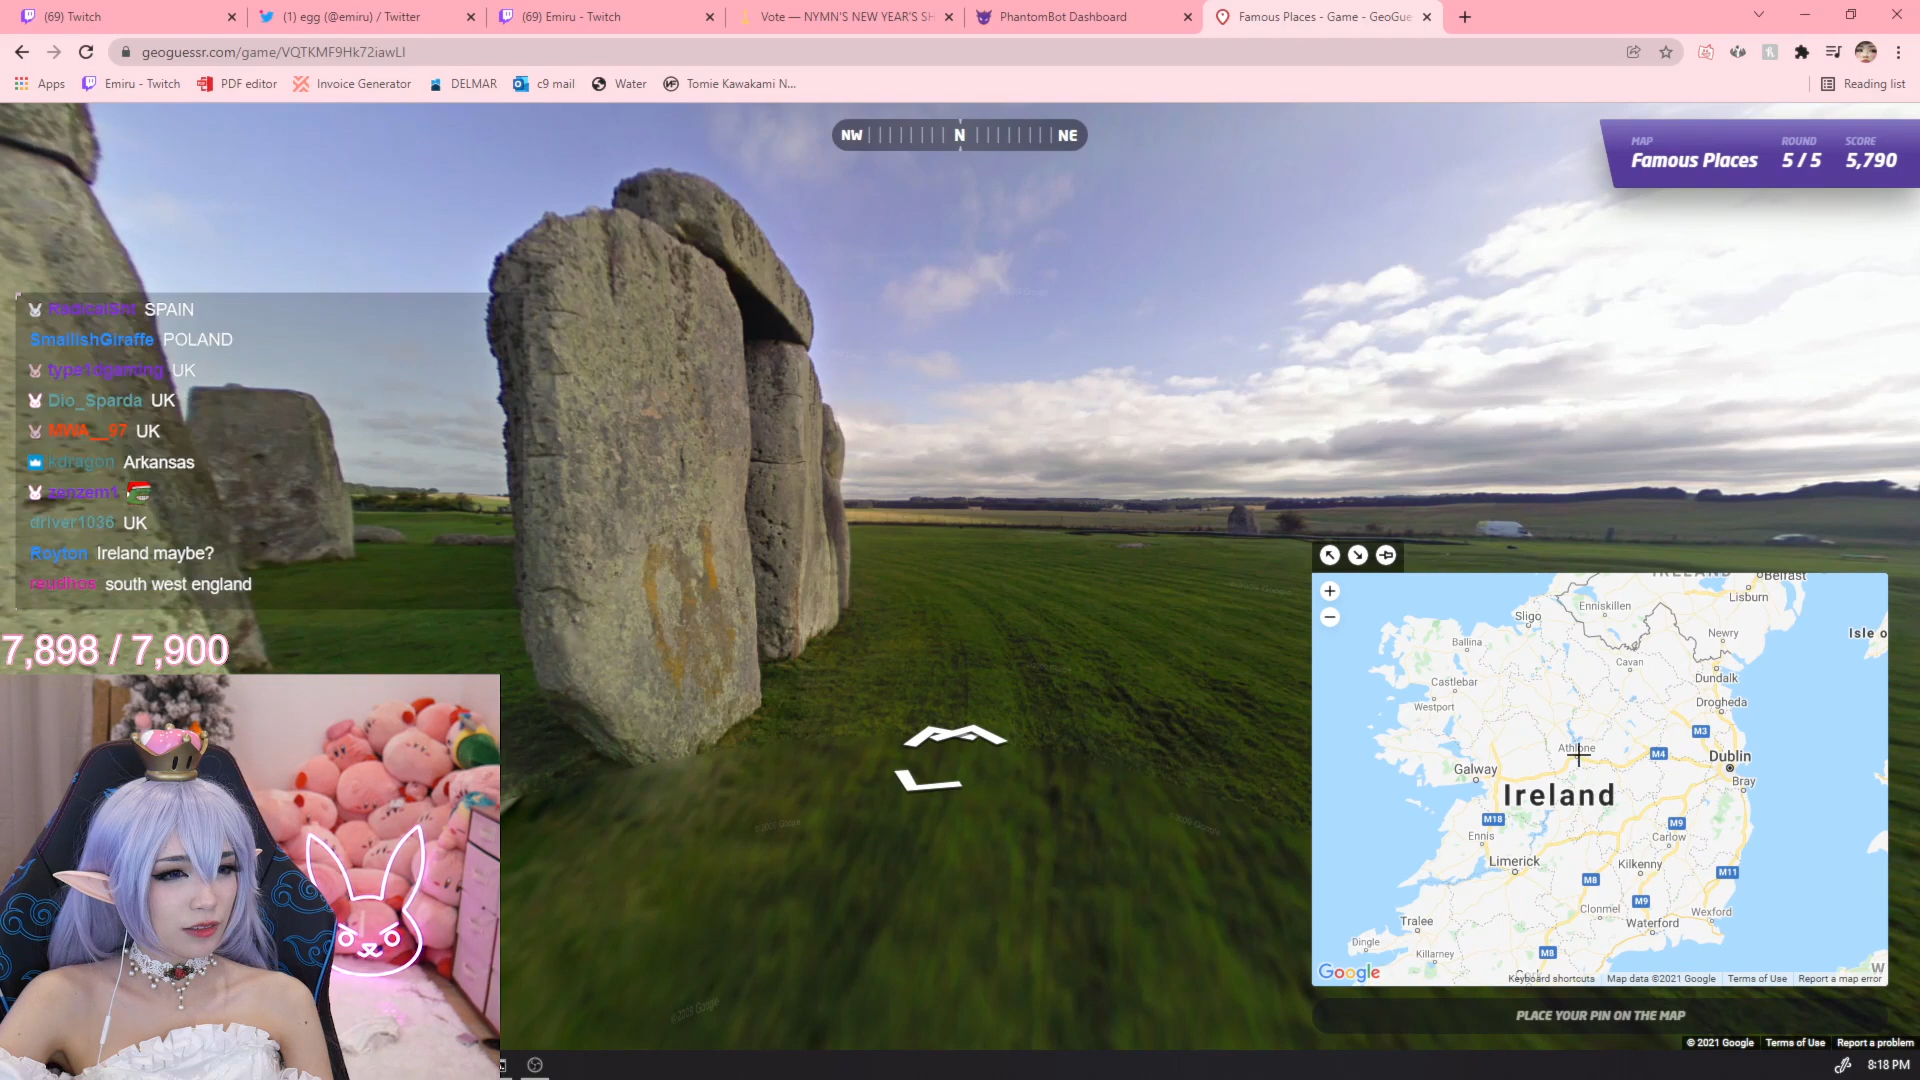 (69) Twitch
(1) egg (@emiru) / Twitter
(69) Emiru - Twitch
Vote — NYMN'S NEW YEAR'S SH
PhantomBot Dashboard
Famous Places - Game - GeoGue
geoguessr.com/game/VQTKMF9Hk72iawLI
Apps
Emiru - Twitch
PDF editor
Invoice Generator
DELMAR
c9 mail
Water
Tomie Kawakami N...
Reading list
NW
N
NE
MAP
Famous Places
ROUND
5 / 5
SCORE
5,790
SPAIN
SmallishGiraffe POLAND
UK
Dio_Sparda UK
MWA__97 UK
kdragon Arkansas
zenzem1
driver1036 UK
Royton Ireland maybe?
reudhos south west england
7,898 / 7,900
IRELAND
Belfast
Lisburn
Enniskillen
Sligo
Isle o
Newry
Ballina
Cavan
Dundalk
Castlebar
Westport
Drogheda
M3
Athlone
M4
Dublin
Galway
Bray
Ireland
M18
M9
Ennis
Carlow
Limerick
Kilkenny
M11
M8
M9
Clonmel
Wexford
Tralee
Waterford
Dingle
Killarney
M8
W
Google
Keyboard shortcuts
Map data ©2021 Google
Terms of Use
Report a map error
PLACE YOUR PIN ON THE MAP
© 2021 Google
Terms of Use
Report a problem
8:18 PM